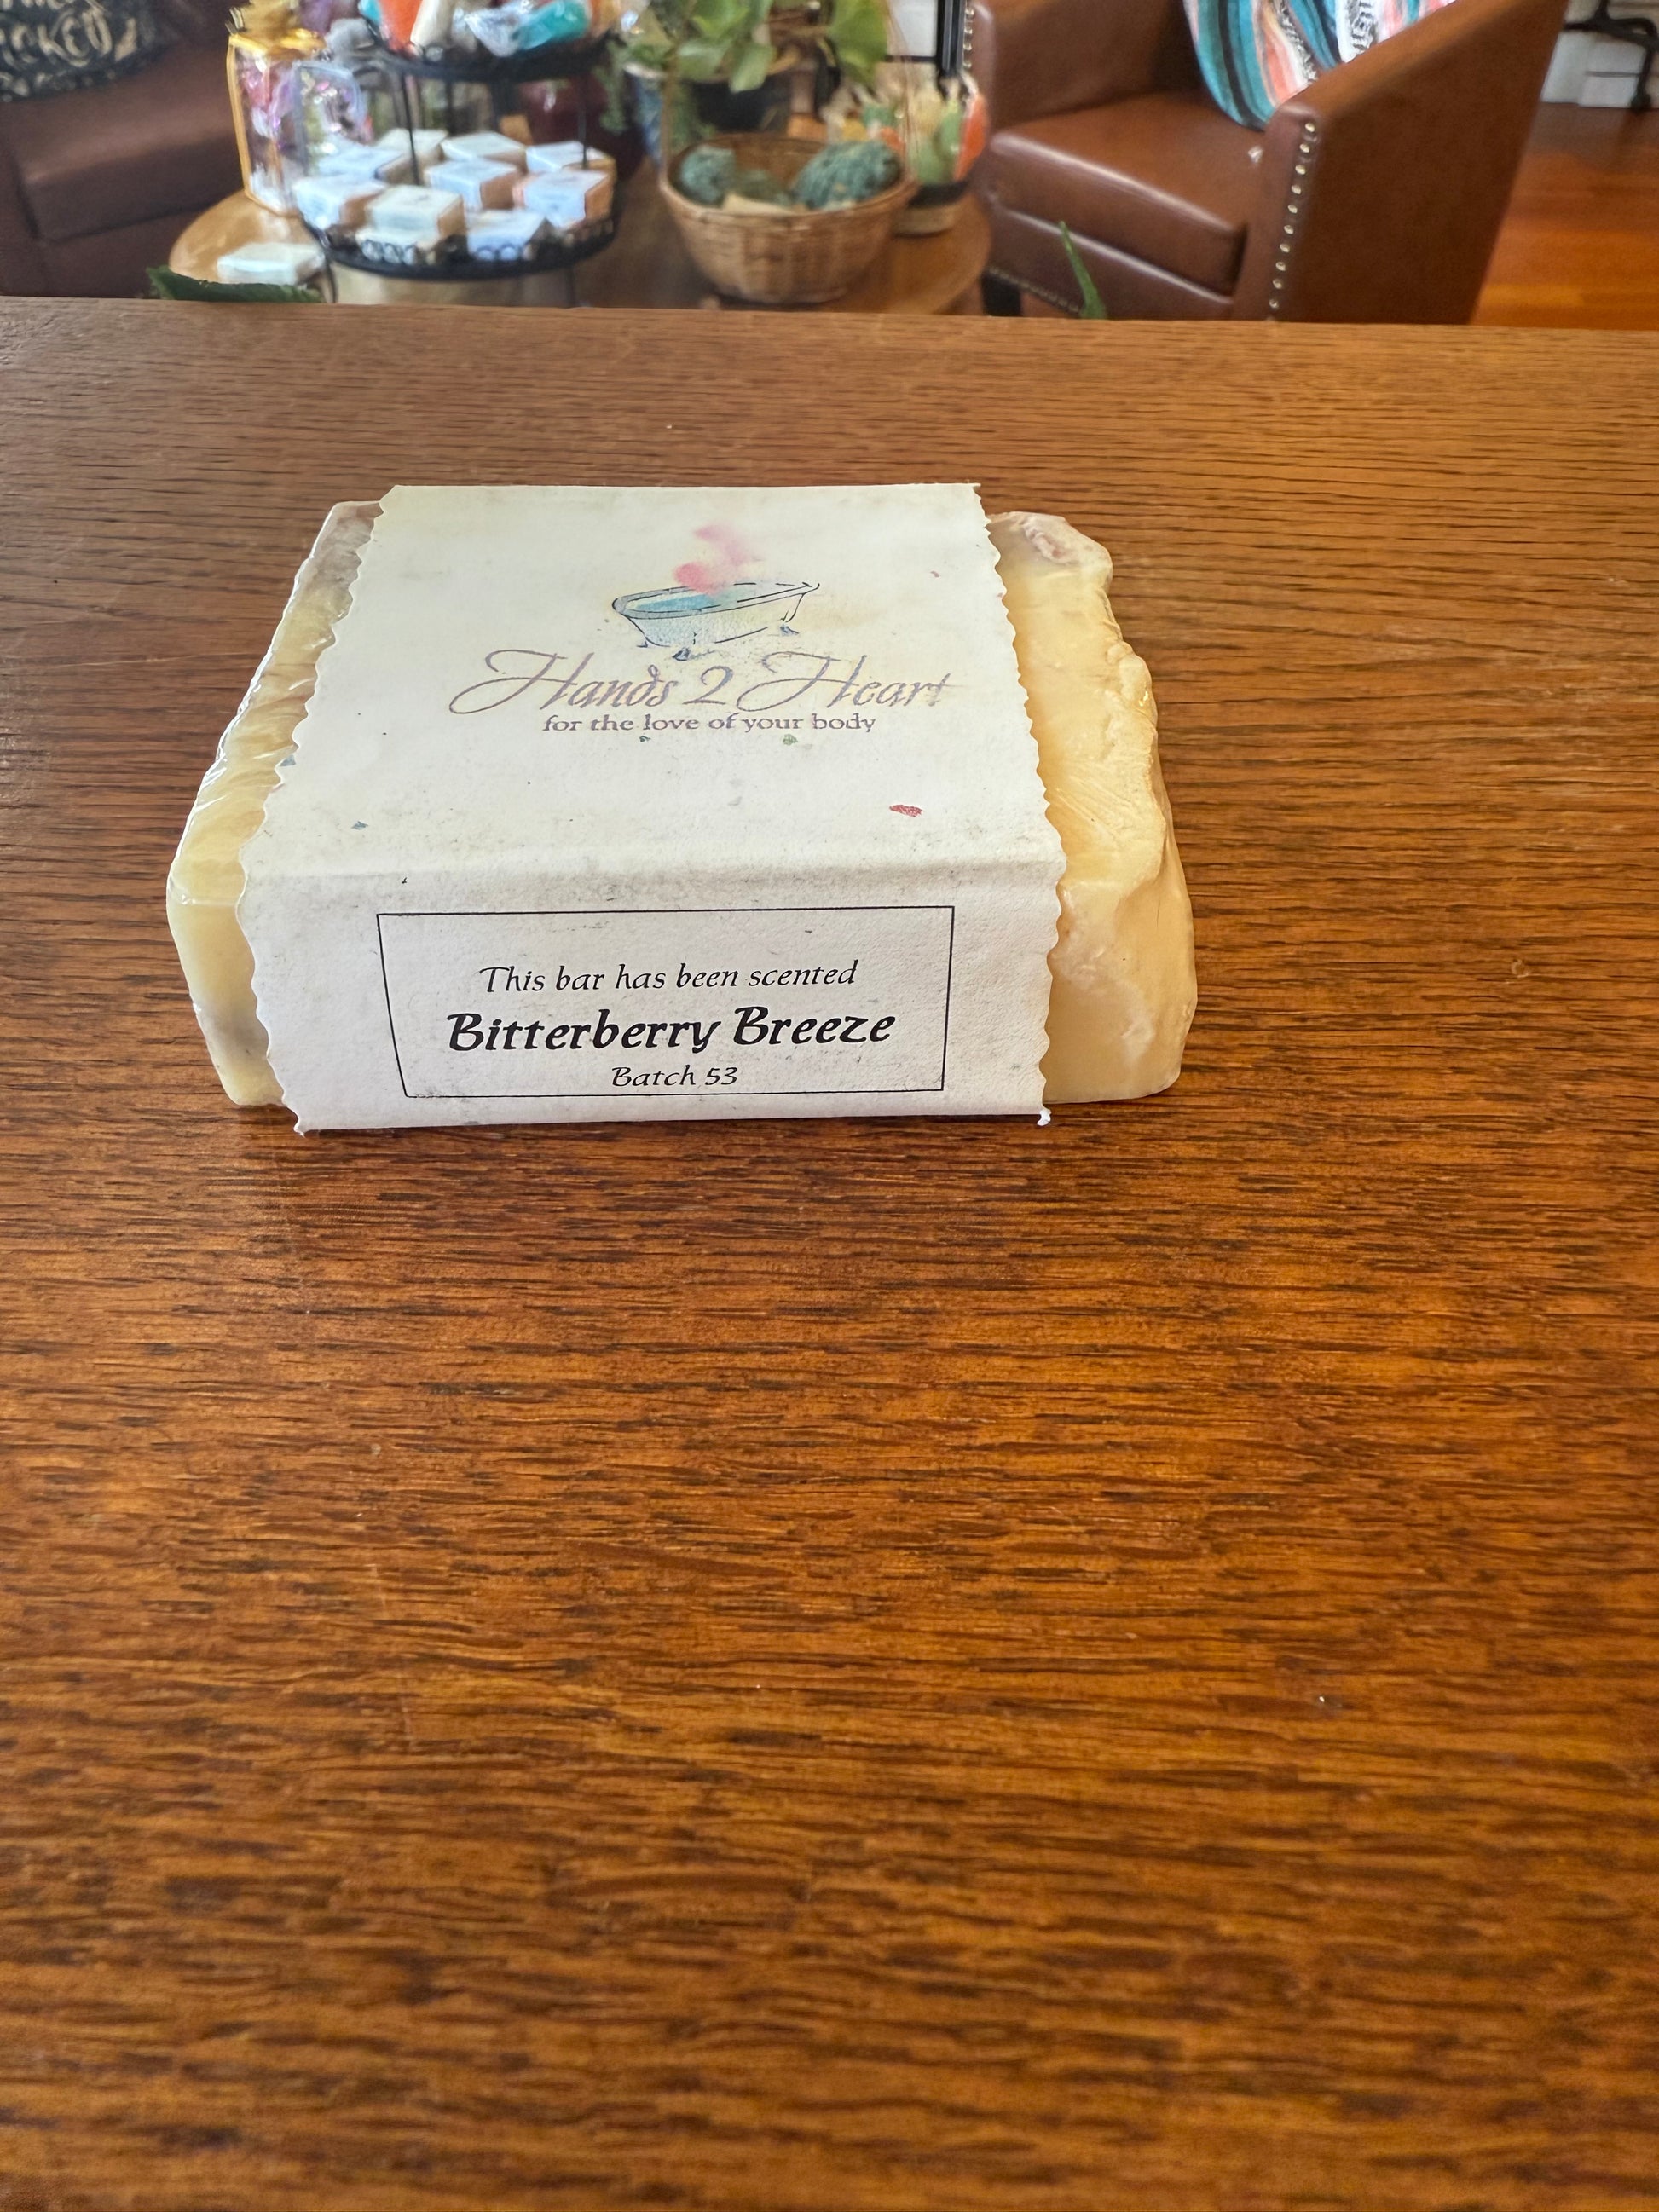 Hands 2 Heart
for the love of your body
This bar has been scented
Bitterberry Breeze
Batch 53